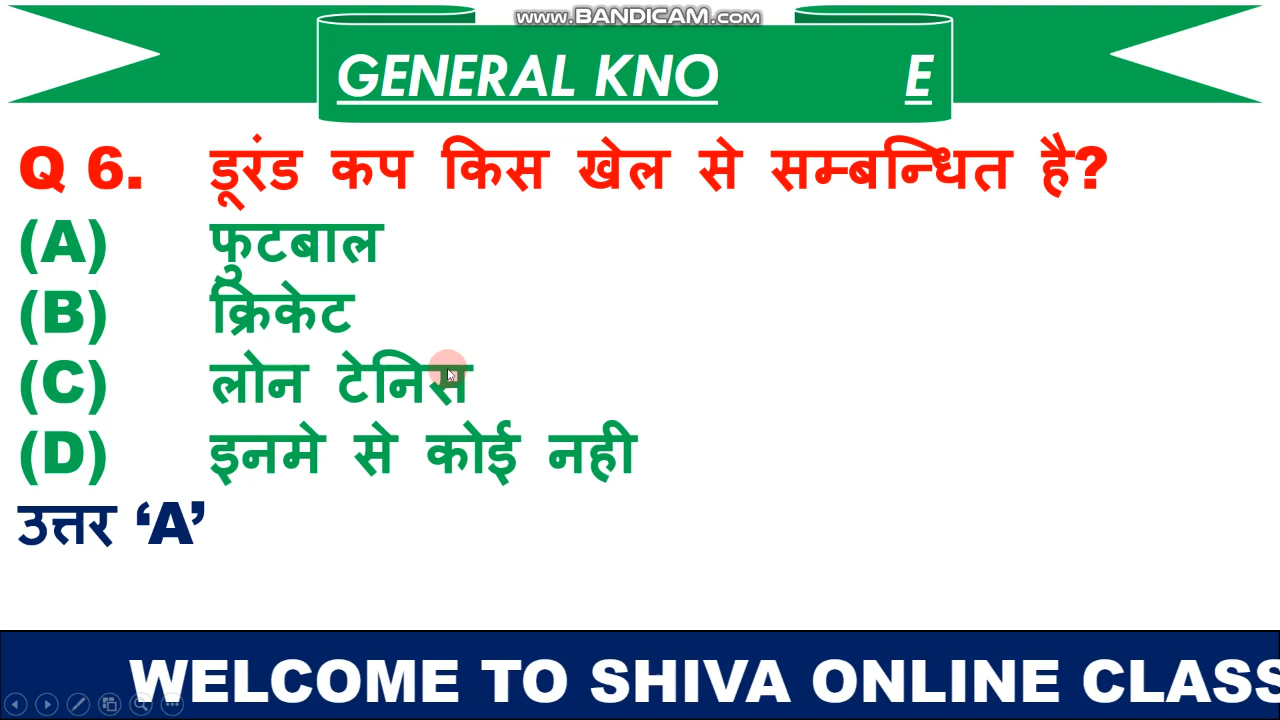 www.BANDICAM.com
GENERAL KNO E
Q 6. डूरंड कप किस खेल से सम्बन्धित है?
(A) फुटबाल
(B) क्रिकेट
(C) लोन टेनिस
(D) इनमे से कोई नही
उत्तर ‘A’
WELCOME TO SHIVA ONLINE CLASS